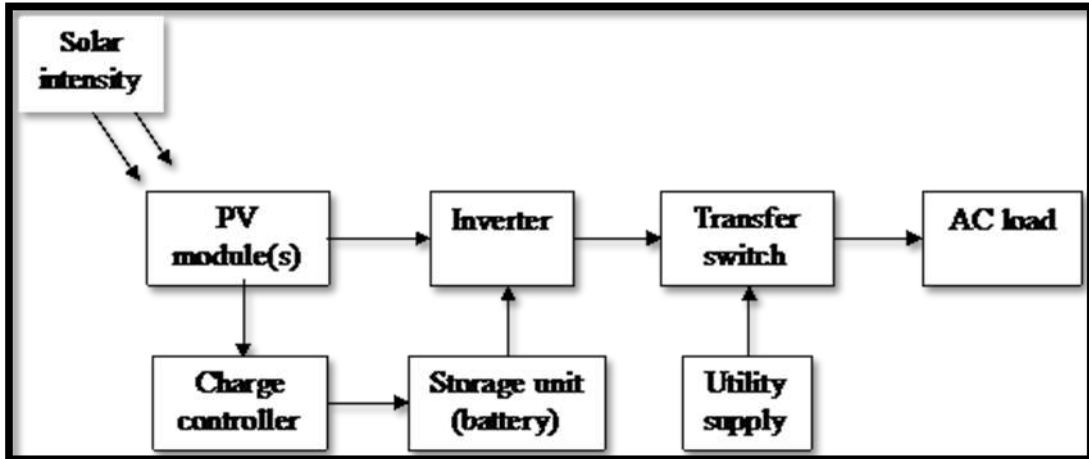 Solar
intensity
PV
module(s)
Inverter
Transfer
switch
AC load
Charge
controller
Storage unit
(battery)
Utility
supply